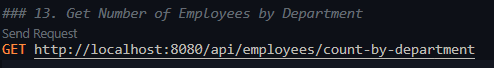 ### 13. Get Number of Employees by Department
Send Request
GET http://localhost:8080/api/employees/count-by-department